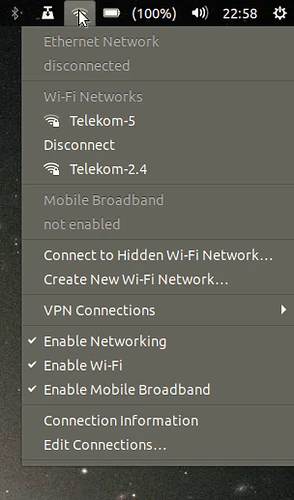 (100%) 22:58
Ethernet Network
disconnected
Wi-Fi Networks
Telekom-5
Disconnect
Telekom-2.4
Mobile Broadband
not enabled
Connect to Hidden Wi-Fi Network...
Create New Wi-Fi Network...
VPN Connections
Enable Networking
Enable Wi-Fi
Enable Mobile Broadband
Connection Information
Edit Connections...